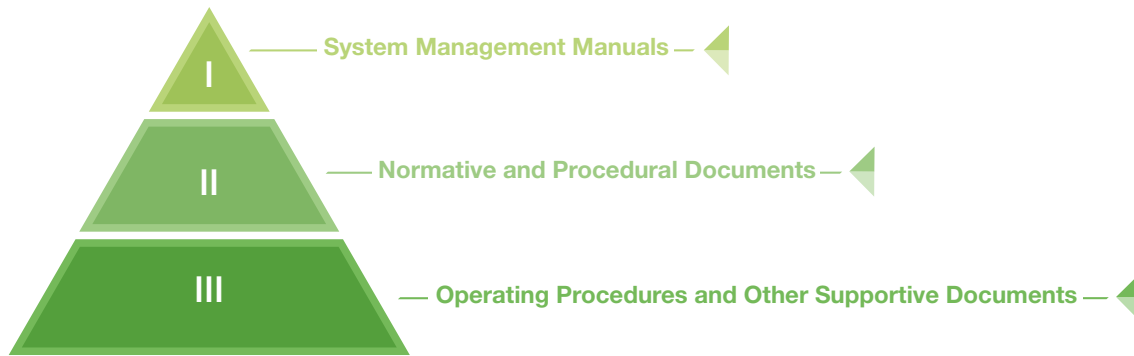 I
System Management Manuals
II
Normative and Procedural Documents
III
Operating Procedures and Other Supportive Documents